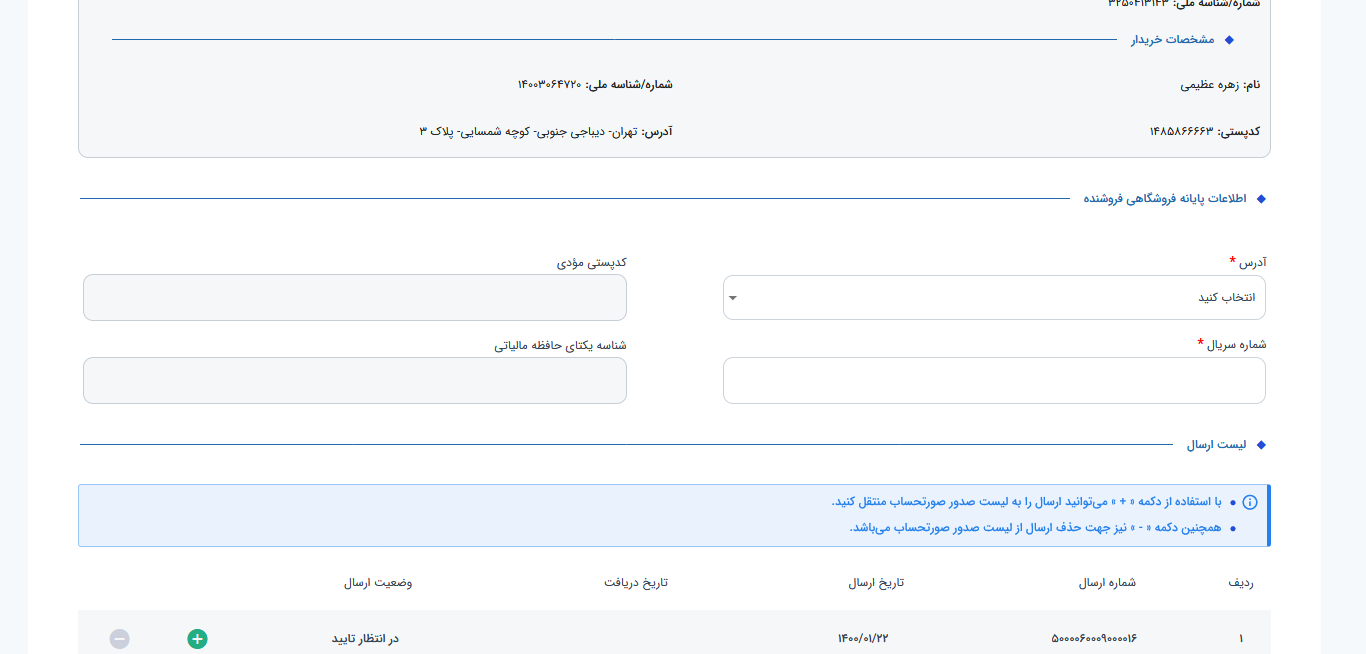 شماره/شناسه ملی: ۳۲۵۰۴۱۳۱۴۳
مشخصات خریدار
نام: زهره عظیمی
شماره/شناسه ملی: ۱۴۰۰۳۰۶۴۷۲۰
کدپستی: ۱۴۸۵۸۶۶۶۶۳
آدرس: تهران- دیباجی جنوبی- کوچه شمسایی- پلاک ۳
اطلاعات پایانه فروشگاهی فروشنده
آدرس *
کدپستی مؤدی
انتخاب کنید
شماره سریال *
شناسه یکتای حافظه مالیاتی
لیست ارسال
با استفاده از دکمه « + » می‌توانید ارسال را به لیست صدور صورتحساب منتقل کنید.
همچنین دکمه « - » نیز جهت حذف ارسال از لیست صدور صورتحساب می‌باشد.
ردیف شماره ارسال تاریخ ارسال تاریخ دریافت وضعیت ارسال
۱ ۵۰۰۰۰۶۰۰۰۹۰۰۰۰۱۶ ۱۴۰۰/۰۱/۲۲ در انتظار تایید